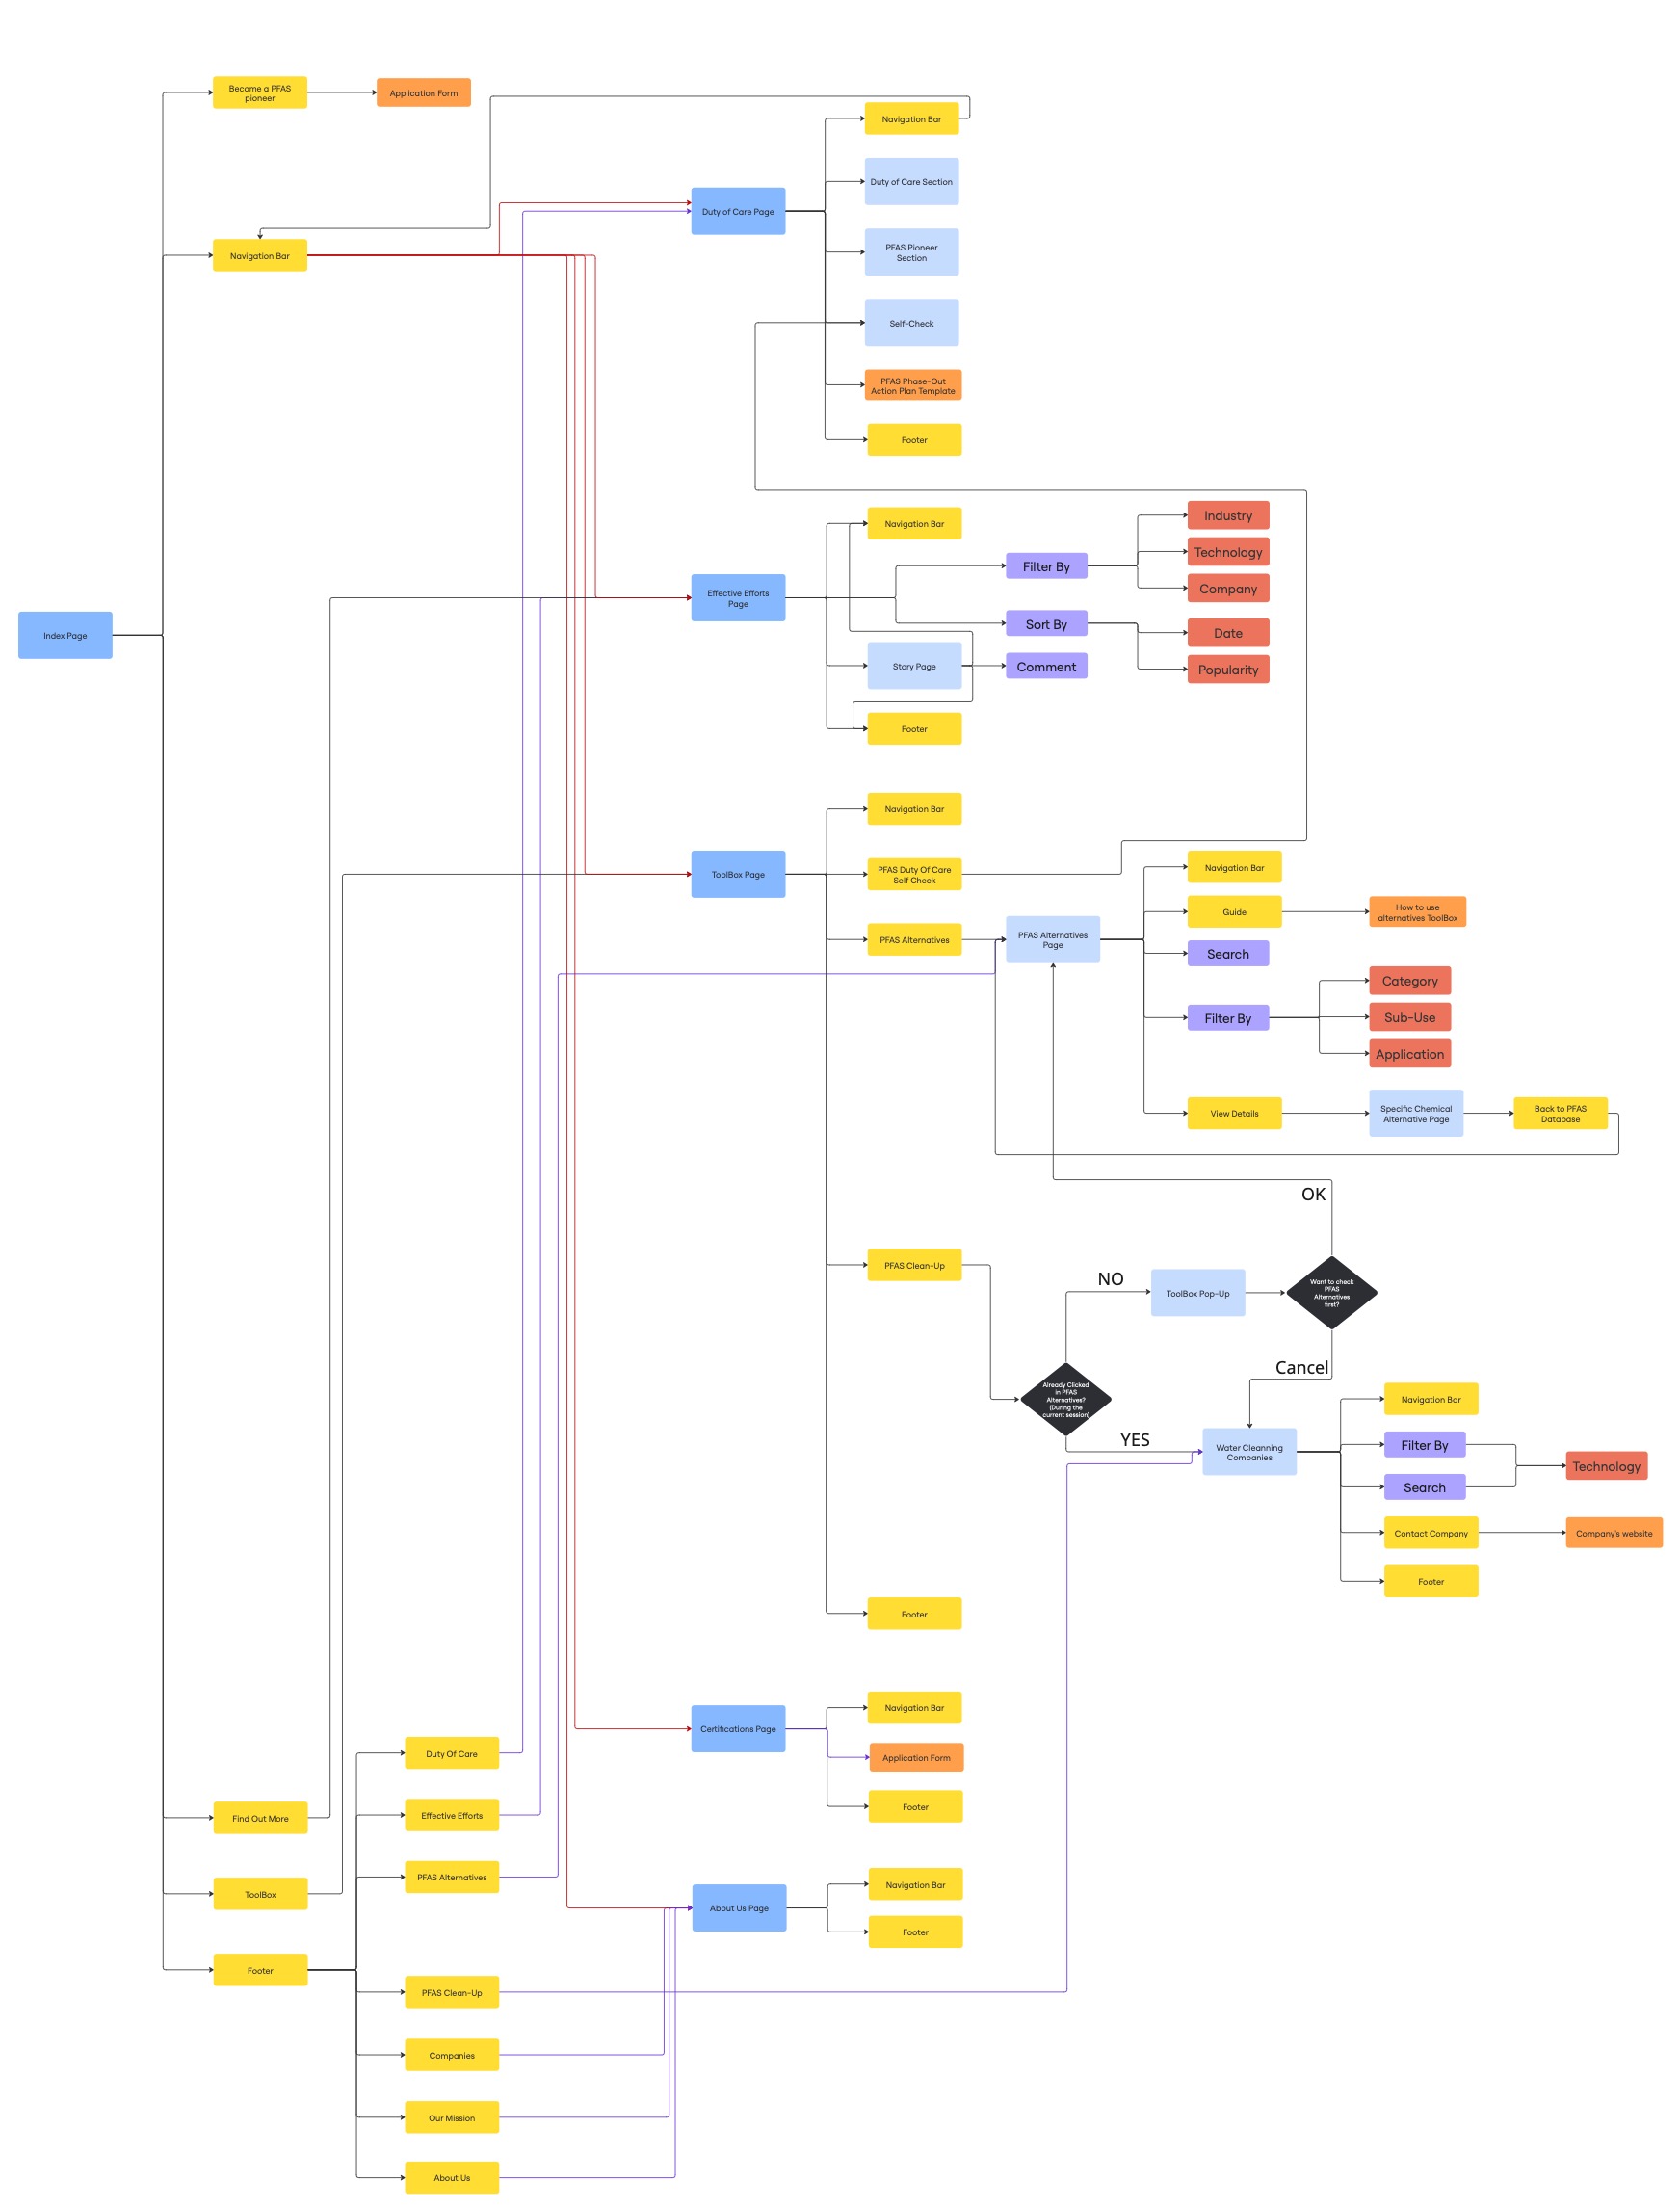 Become a PFAS
pioneer
Application Form
Navigation Bar
Duty of Care Section
Duty of Care Page
PFAS Pioneer
Section
Navigation Bar
Self-Check
PFAS Phase-Out
Action Plan Template
Footer
Industry
Navigation Bar
Technology
Filter By
Company
Effective Efforts
Page
Sort By
Date
Index Page
Story Page
Comment
Popularity
Footer
Navigation Bar
ToolBox Page
PFAS Duty Of Care
Self Check
Navigation Bar
Guide
How to use
alternatives ToolBox
PFAS Alternatives
PFAS Alternatives
Page
Search
Category
Filter By
Sub-Use
Application
View Details
Specific Chemical
Alternative Page
Back to PFAS
Database
OK
PFAS Clean-Up
NO
ToolBox Pop-Up
Want to check
PFAS
Alternatives
first?
Cancel
Already Clicked
in PFAS
Alternatives?
(During the
current session)
YES
Water Cleanning
Companies
Navigation Bar
Filter By
Technology
Search
Contact Company
Company's website
Footer
Footer
Navigation Bar
Certifications Page
Application Form
Footer
Duty Of Care
Find Out More
Effective Efforts
PFAS Alternatives
ToolBox
About Us Page
Navigation Bar
Footer
Footer
PFAS Clean-Up
Companies
Our Mission
About Us